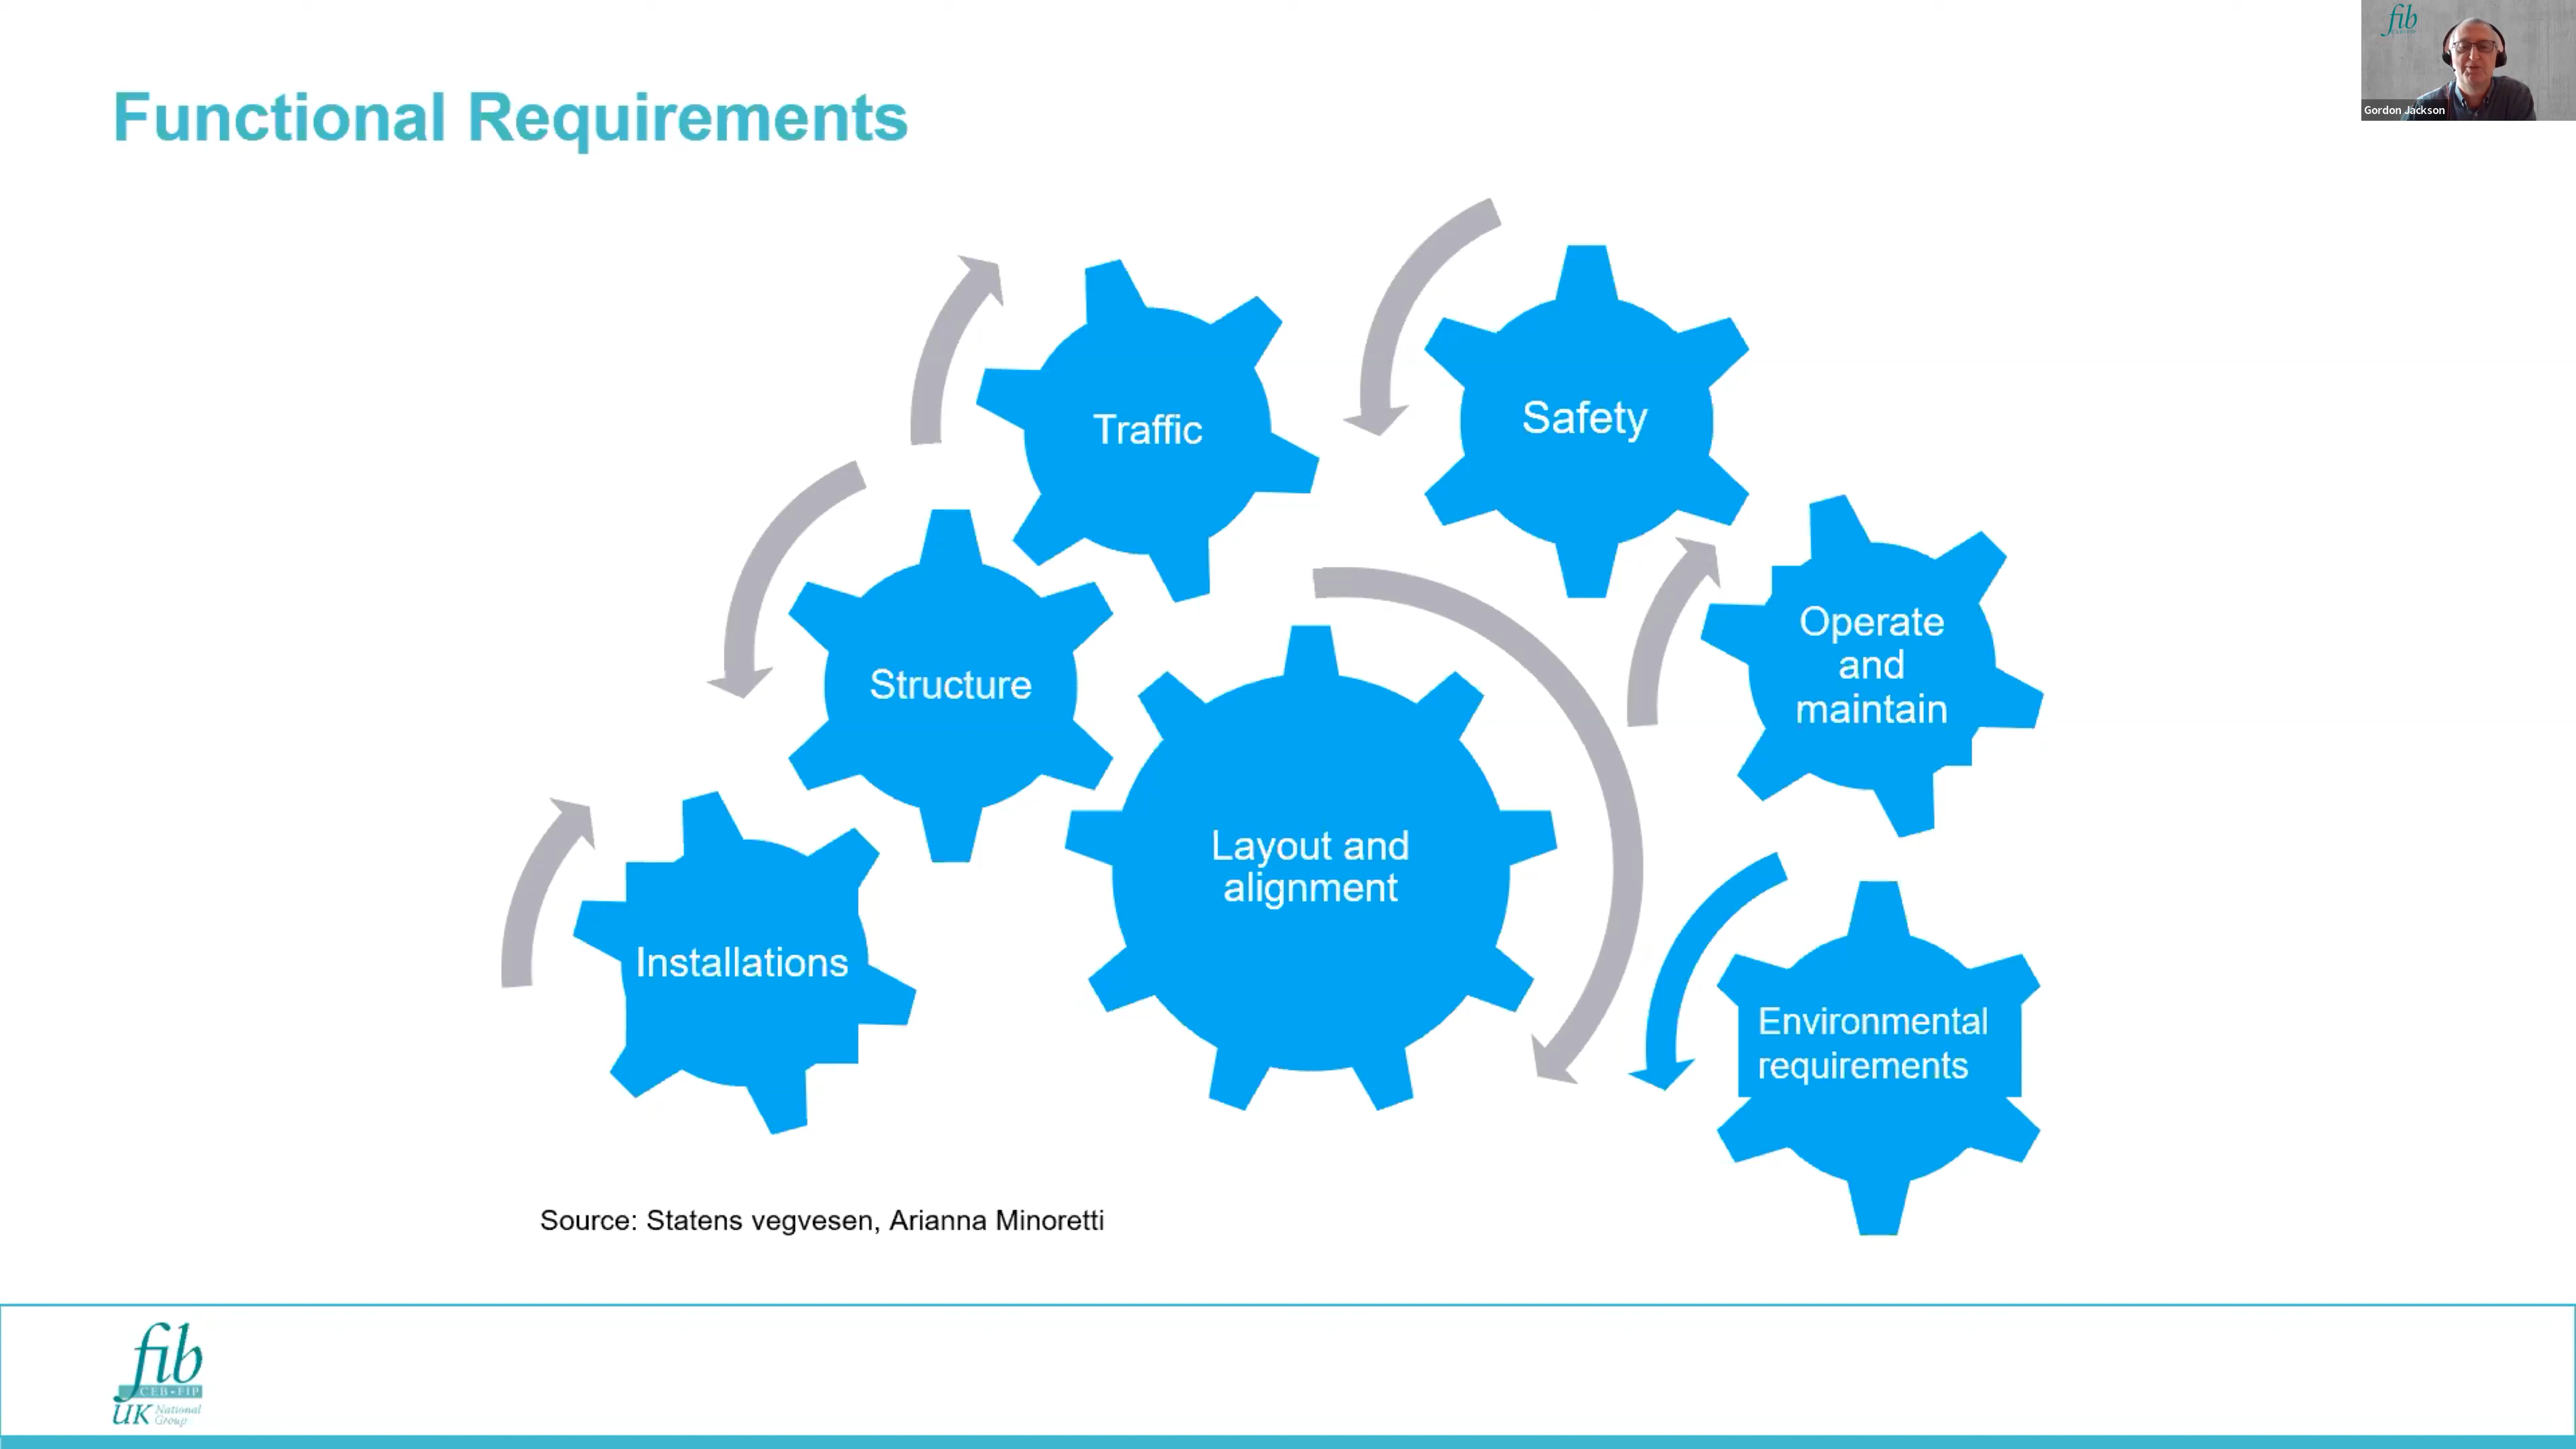 fib
Gordon Jackson
Functional Requirements
Traffic
Safety
Structure
Operate
and
maintain
Layout and
alignment
Installations
Environmental
requirements
Source: Statens vegvesen, Arianna Minoretti
fib
CEB-FIP
UK National
Group